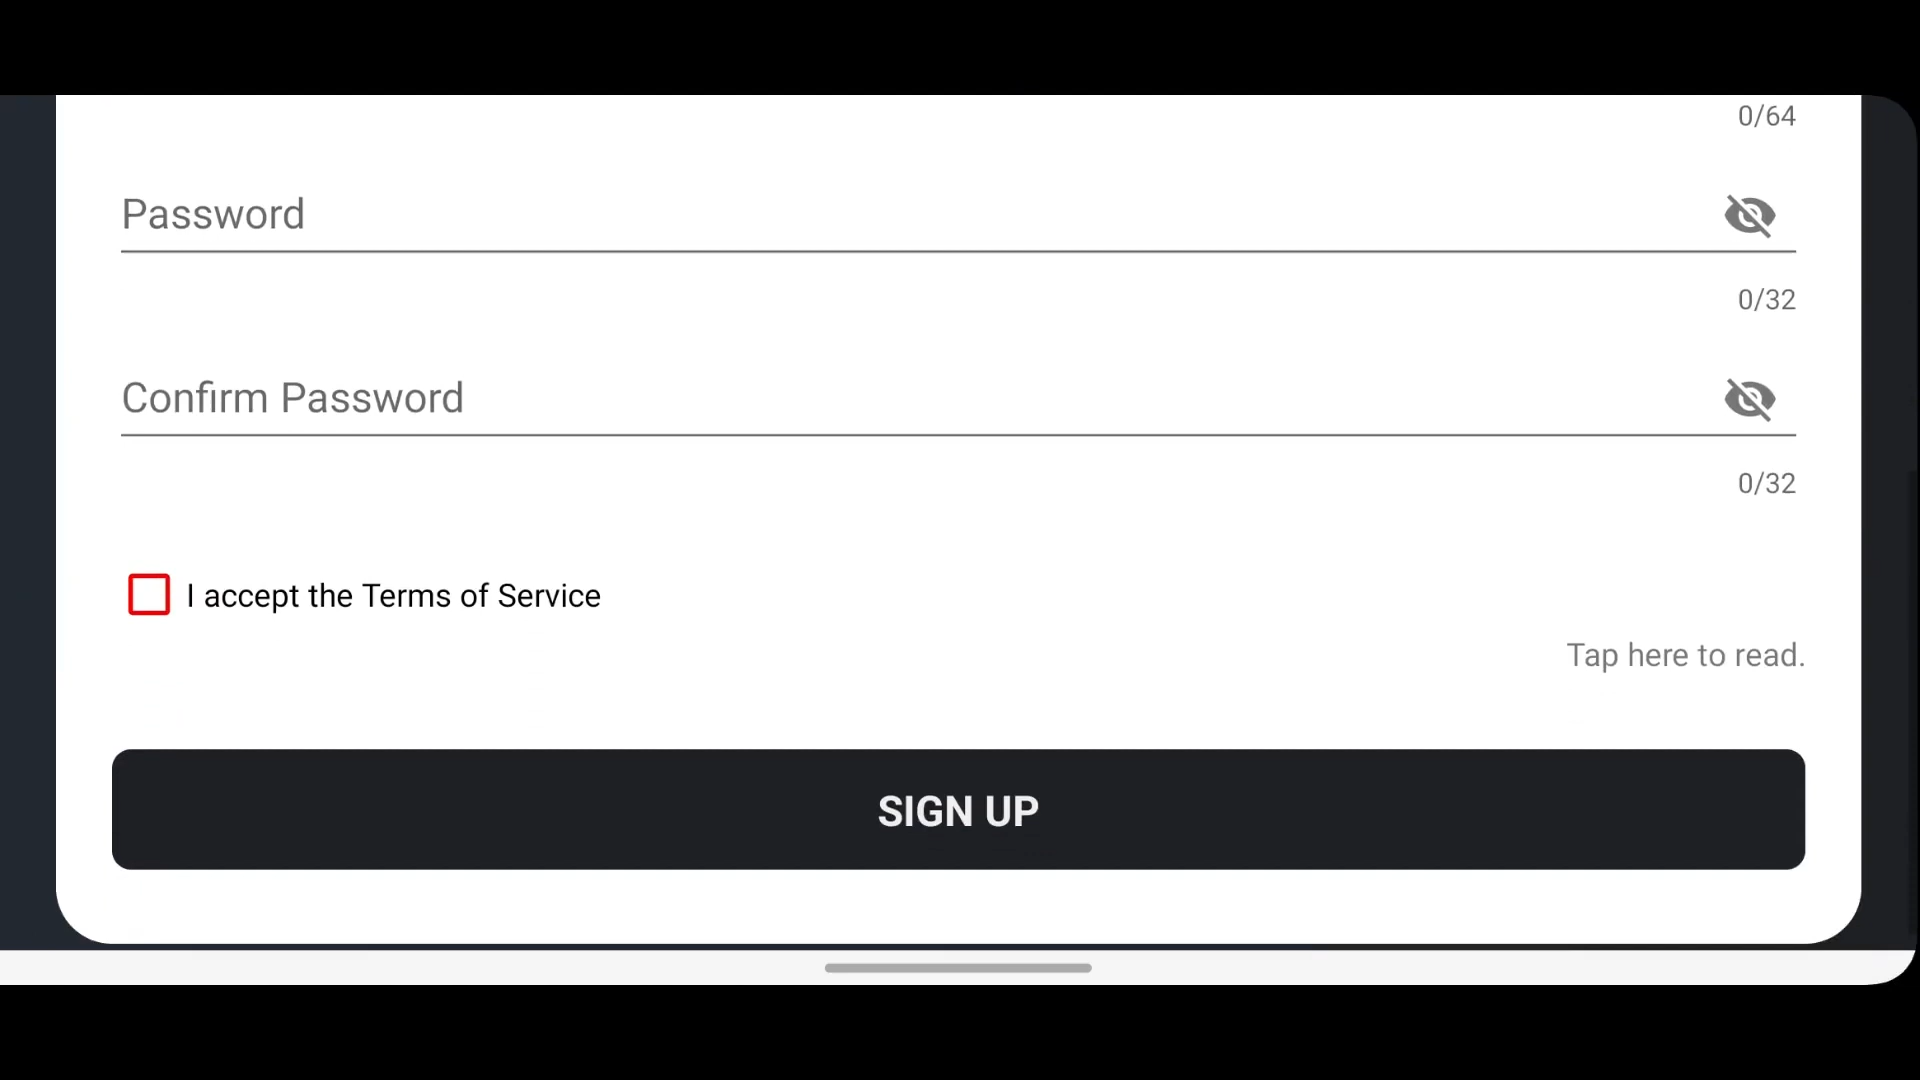 0/64
Password
0/32
Confirm Password
0/32
I accept the Terms of Service
Tap here to read.
SIGN UP